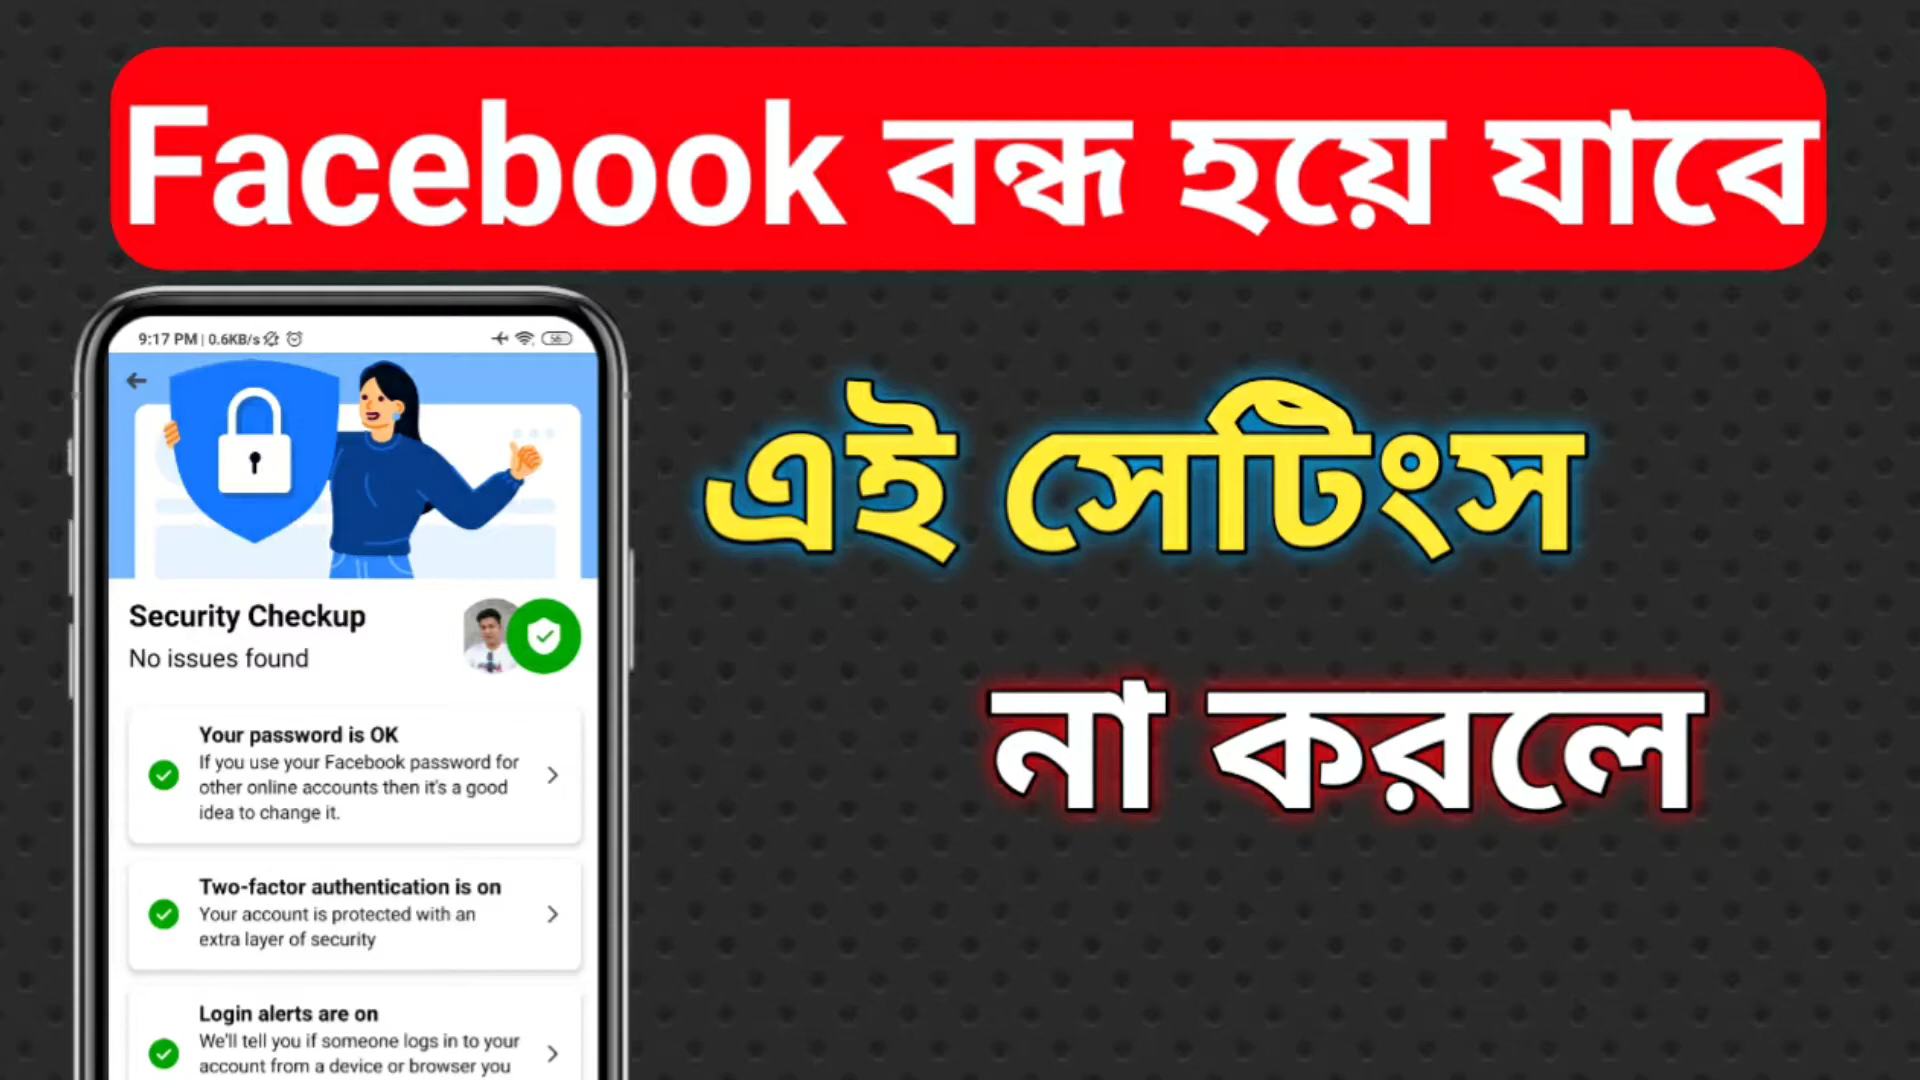 Facebook বন্ধ হয়ে যাবে
এই সেটিংস
না করলে
9:17 PM | 0.6KB/s
56
Security Checkup
No issues found
Your password is OK
If you use your Facebook password for
other online accounts then it's a good
idea to change it.
Two-factor authentication is on
Your account is protected with an
extra layer of security
Login alerts are on
We'll tell you if someone logs in to your
account from a device or browser you